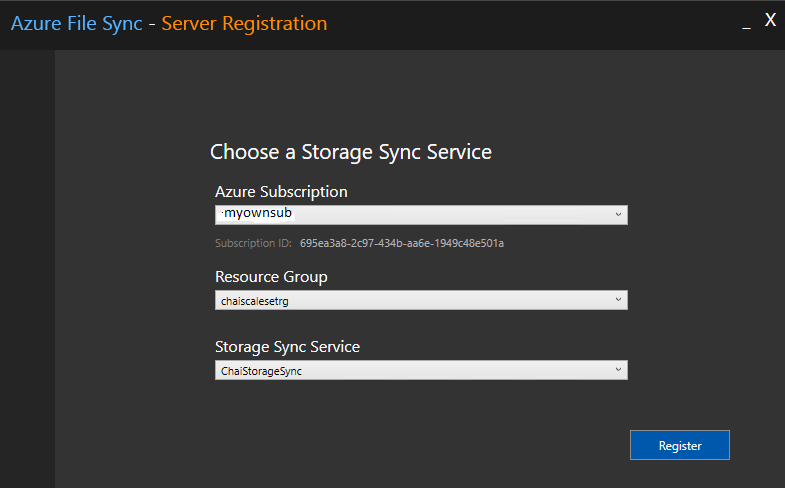 Azure File Sync - Server Registration
_ X
Choose a Storage Sync Service
Azure Subscription
myownsub
Subscription ID: 695ea3a8-2c97-434b-aa6e-1949c48e501a
Resource Group
chaiscalesetrg
Storage Sync Service
ChaiStorageSync
Register